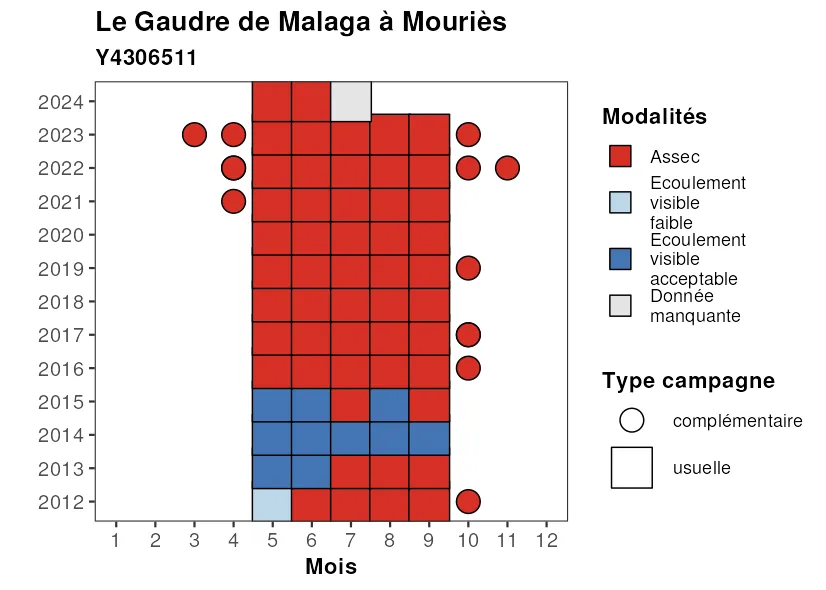 Le Gaudre de Malaga à Mouriès
Y4306511
2024
2023
2022
2021
2020
2019
2018
2017
2016
2015
2014
2013
2012
1 2 3 4 5 6 7 8 9 10 11 12
Mois
Modalités
Assec
Ecoulement
visible
faible
Ecoulement
visible
acceptable
Donnée
manquante
Type campagne
complémentaire
usuelle